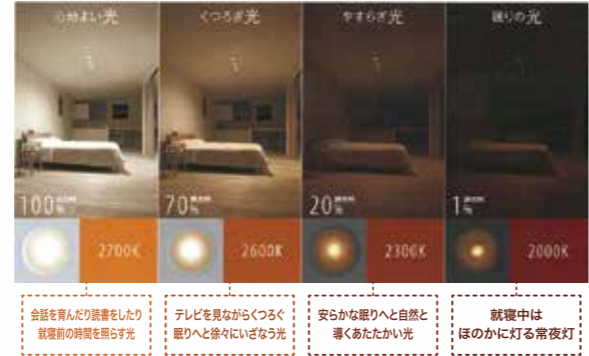 心地よい光
くつろぎ光
やすらぎ光
眠りの光
100
%
70
%
20
1
%
2700K
2600K
2300K
2000K
会話を育んだり読書をしたり
就寝前の時間を照らす光
テレビを見ながらくつろぐ
眠りへと徐々にいざなう光
安らかな眠りへと自然と
導くあたたかい光
就寝中は
ほのかに灯る常夜灯